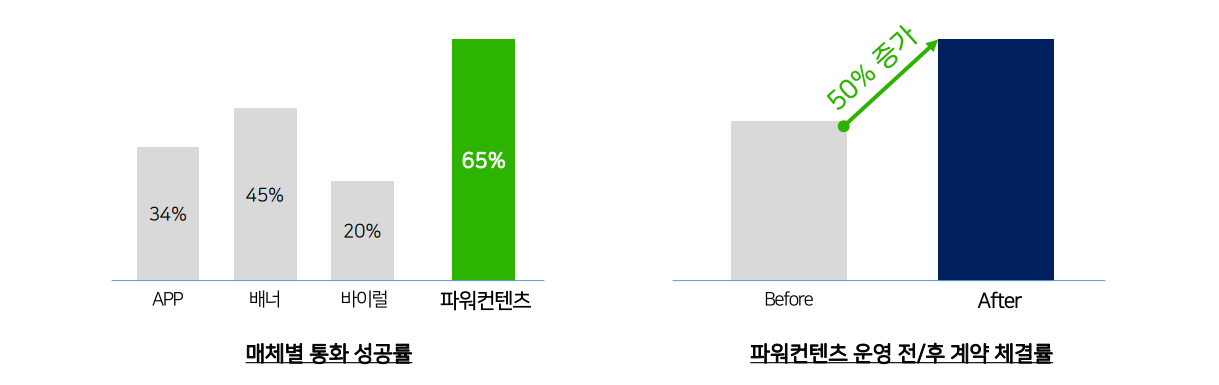 34%
45%
20%
65%
APP
배너
바이럴
파워컨텐츠
매체별 통화 성공률
50% 증가
Before
After
파워컨텐츠 운영 전/후 계약 체결률